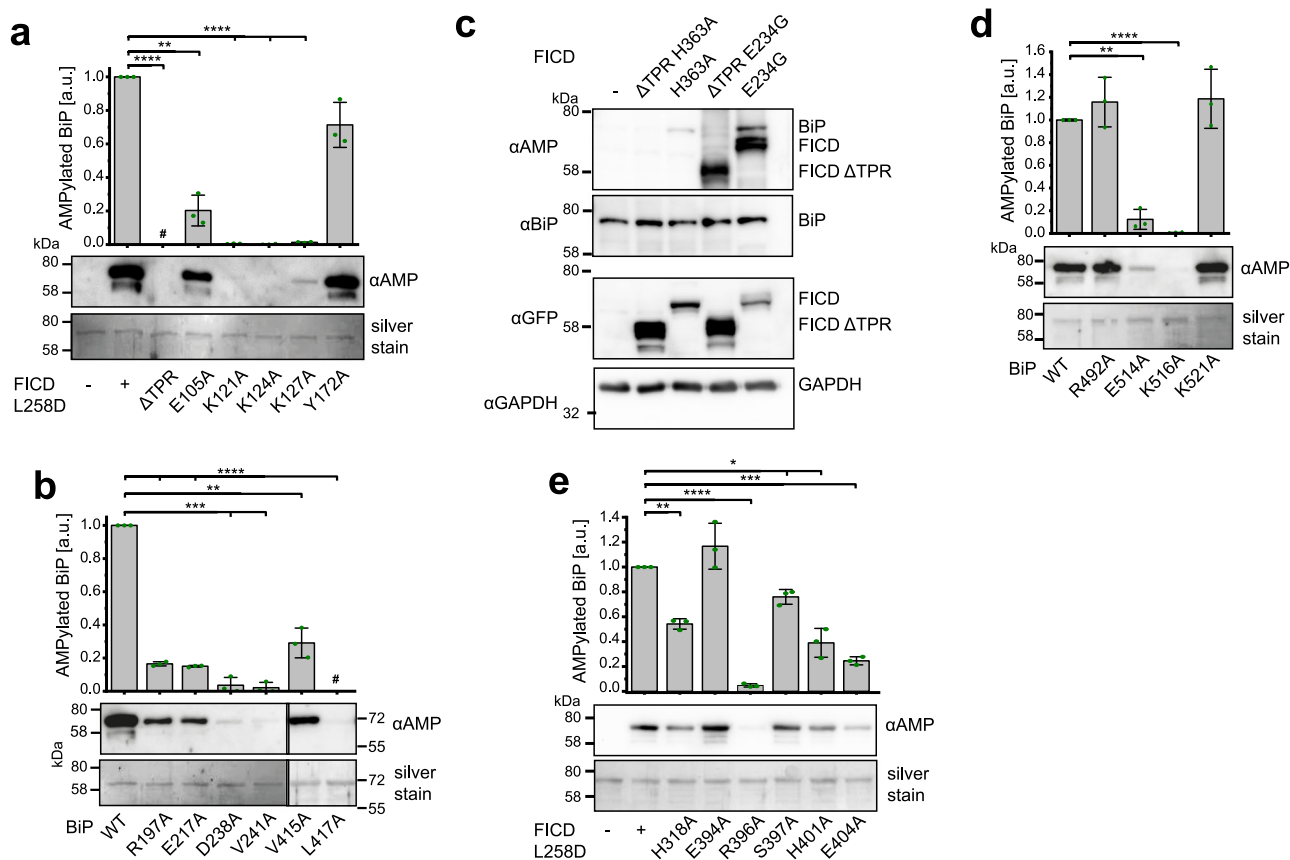 a
****
**
****
AMPylated BiP [a.u.]
1.0
0.8
0.6
0.4
0.2
0.0
#
kDa
80
58
αAMP
80
58
silver
stain
FICD
L258D
- + ΔTPR E105A K121A K124A K127A Y172A
b
****
**
***
AMPylated BiP [a.u.]
1.0
0.8
0.6
0.4
0.2
0.0
#
80
58
72
55
αAMP
kDa
80
58
72
55
silver
stain
BiP
WT R197A E217A D238A V241A V415A L417A
c
FICD
- ΔTPR H363A H363A ΔTPR E234G E234G
kDa
80
58
αAMP
BiP
FICD
FICD ΔTPR
80
58
αBiP
BiP
80
58
αGFP
FICD
FICD ΔTPR
αGAPDH
32
GAPDH
d
****
**
AMPylated BiP [a.u.]
1.6
1.4
1.2
1.0
0.8
0.6
0.4
0.2
0.0
kDa
80
58
αAMP
80
58
silver
stain
BiP
WT R492A E514A K516A K521A
e
*
***
****
**
AMPylated BiP [a.u.]
1.4
1.2
1.0
0.8
0.6
0.4
0.2
0.0
kDa
80
58
αAMP
80
58
silver
stain
FICD
L258D
- + H318A E394A R396A S397A H401A E404A